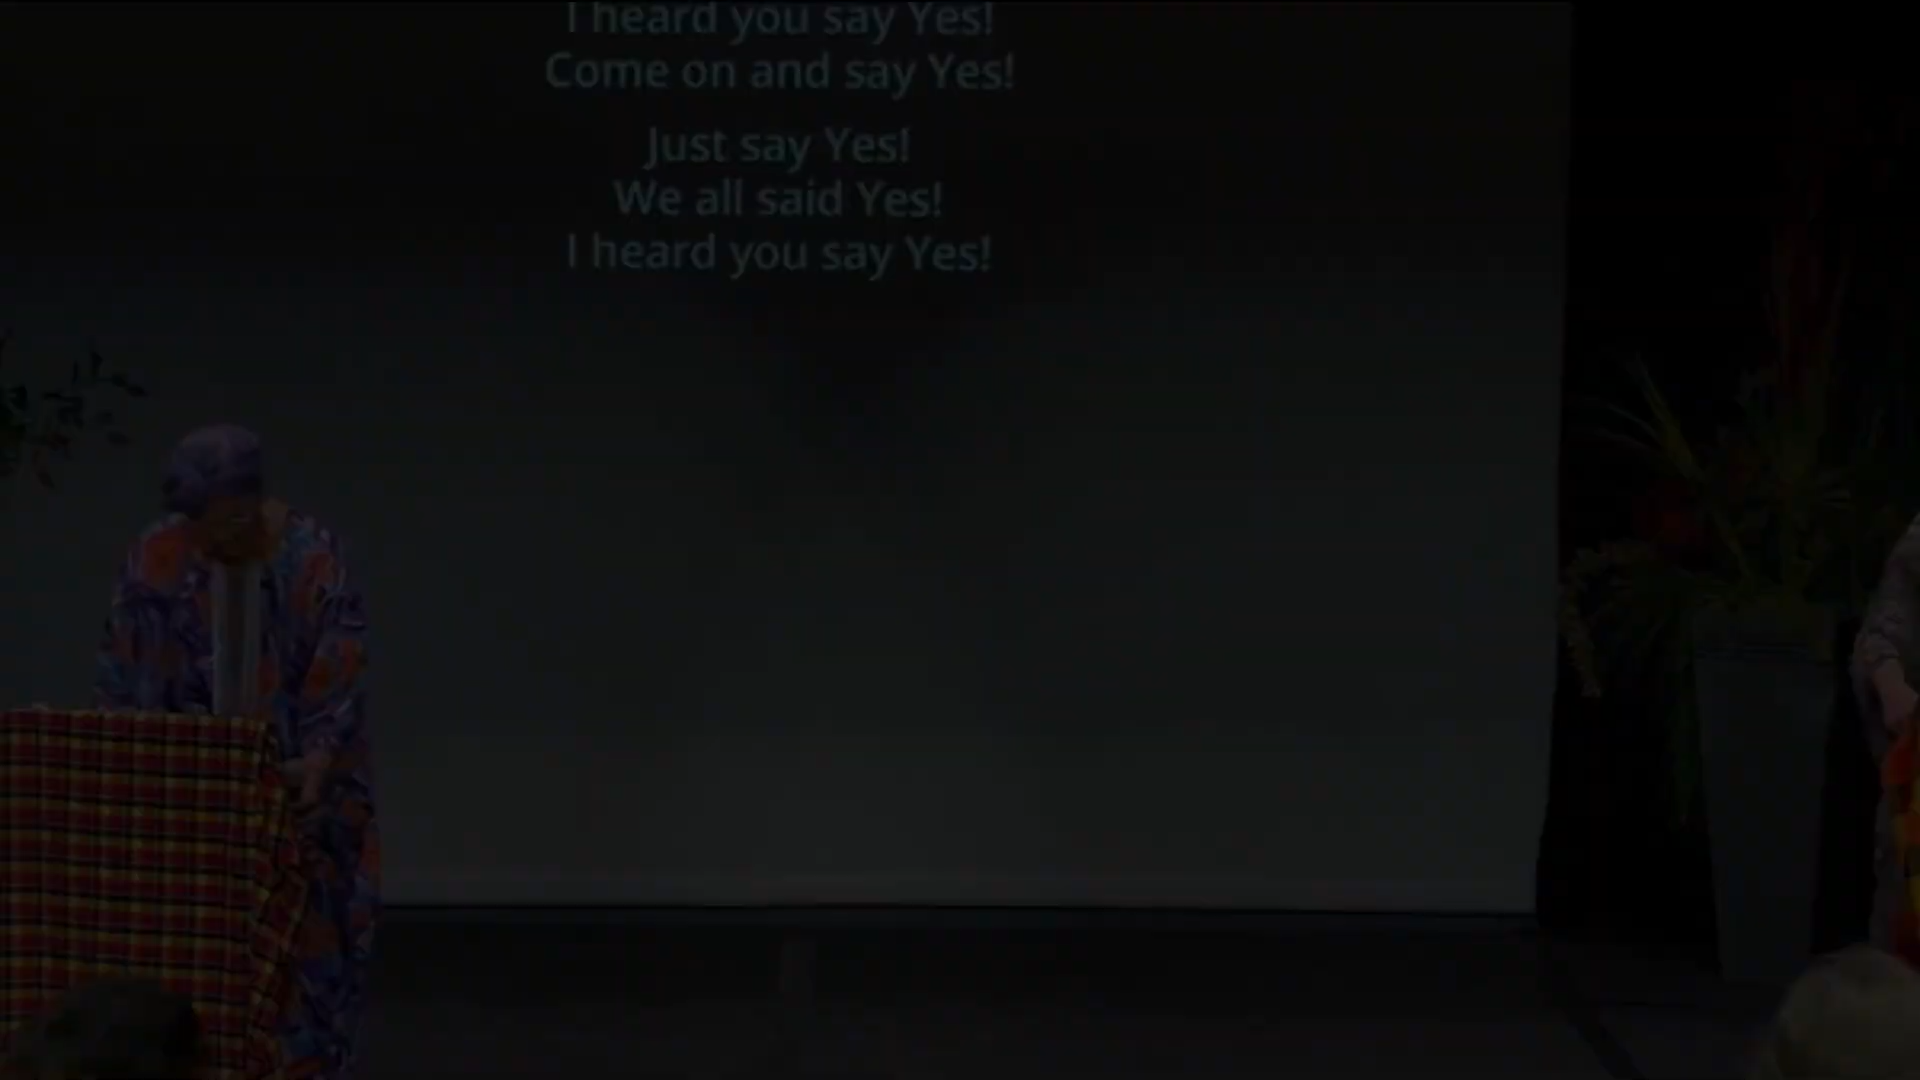 I heard you say Yes!
Come on and say Yes!
Just say Yes!
We all said Yes!
I heard you say Yes!